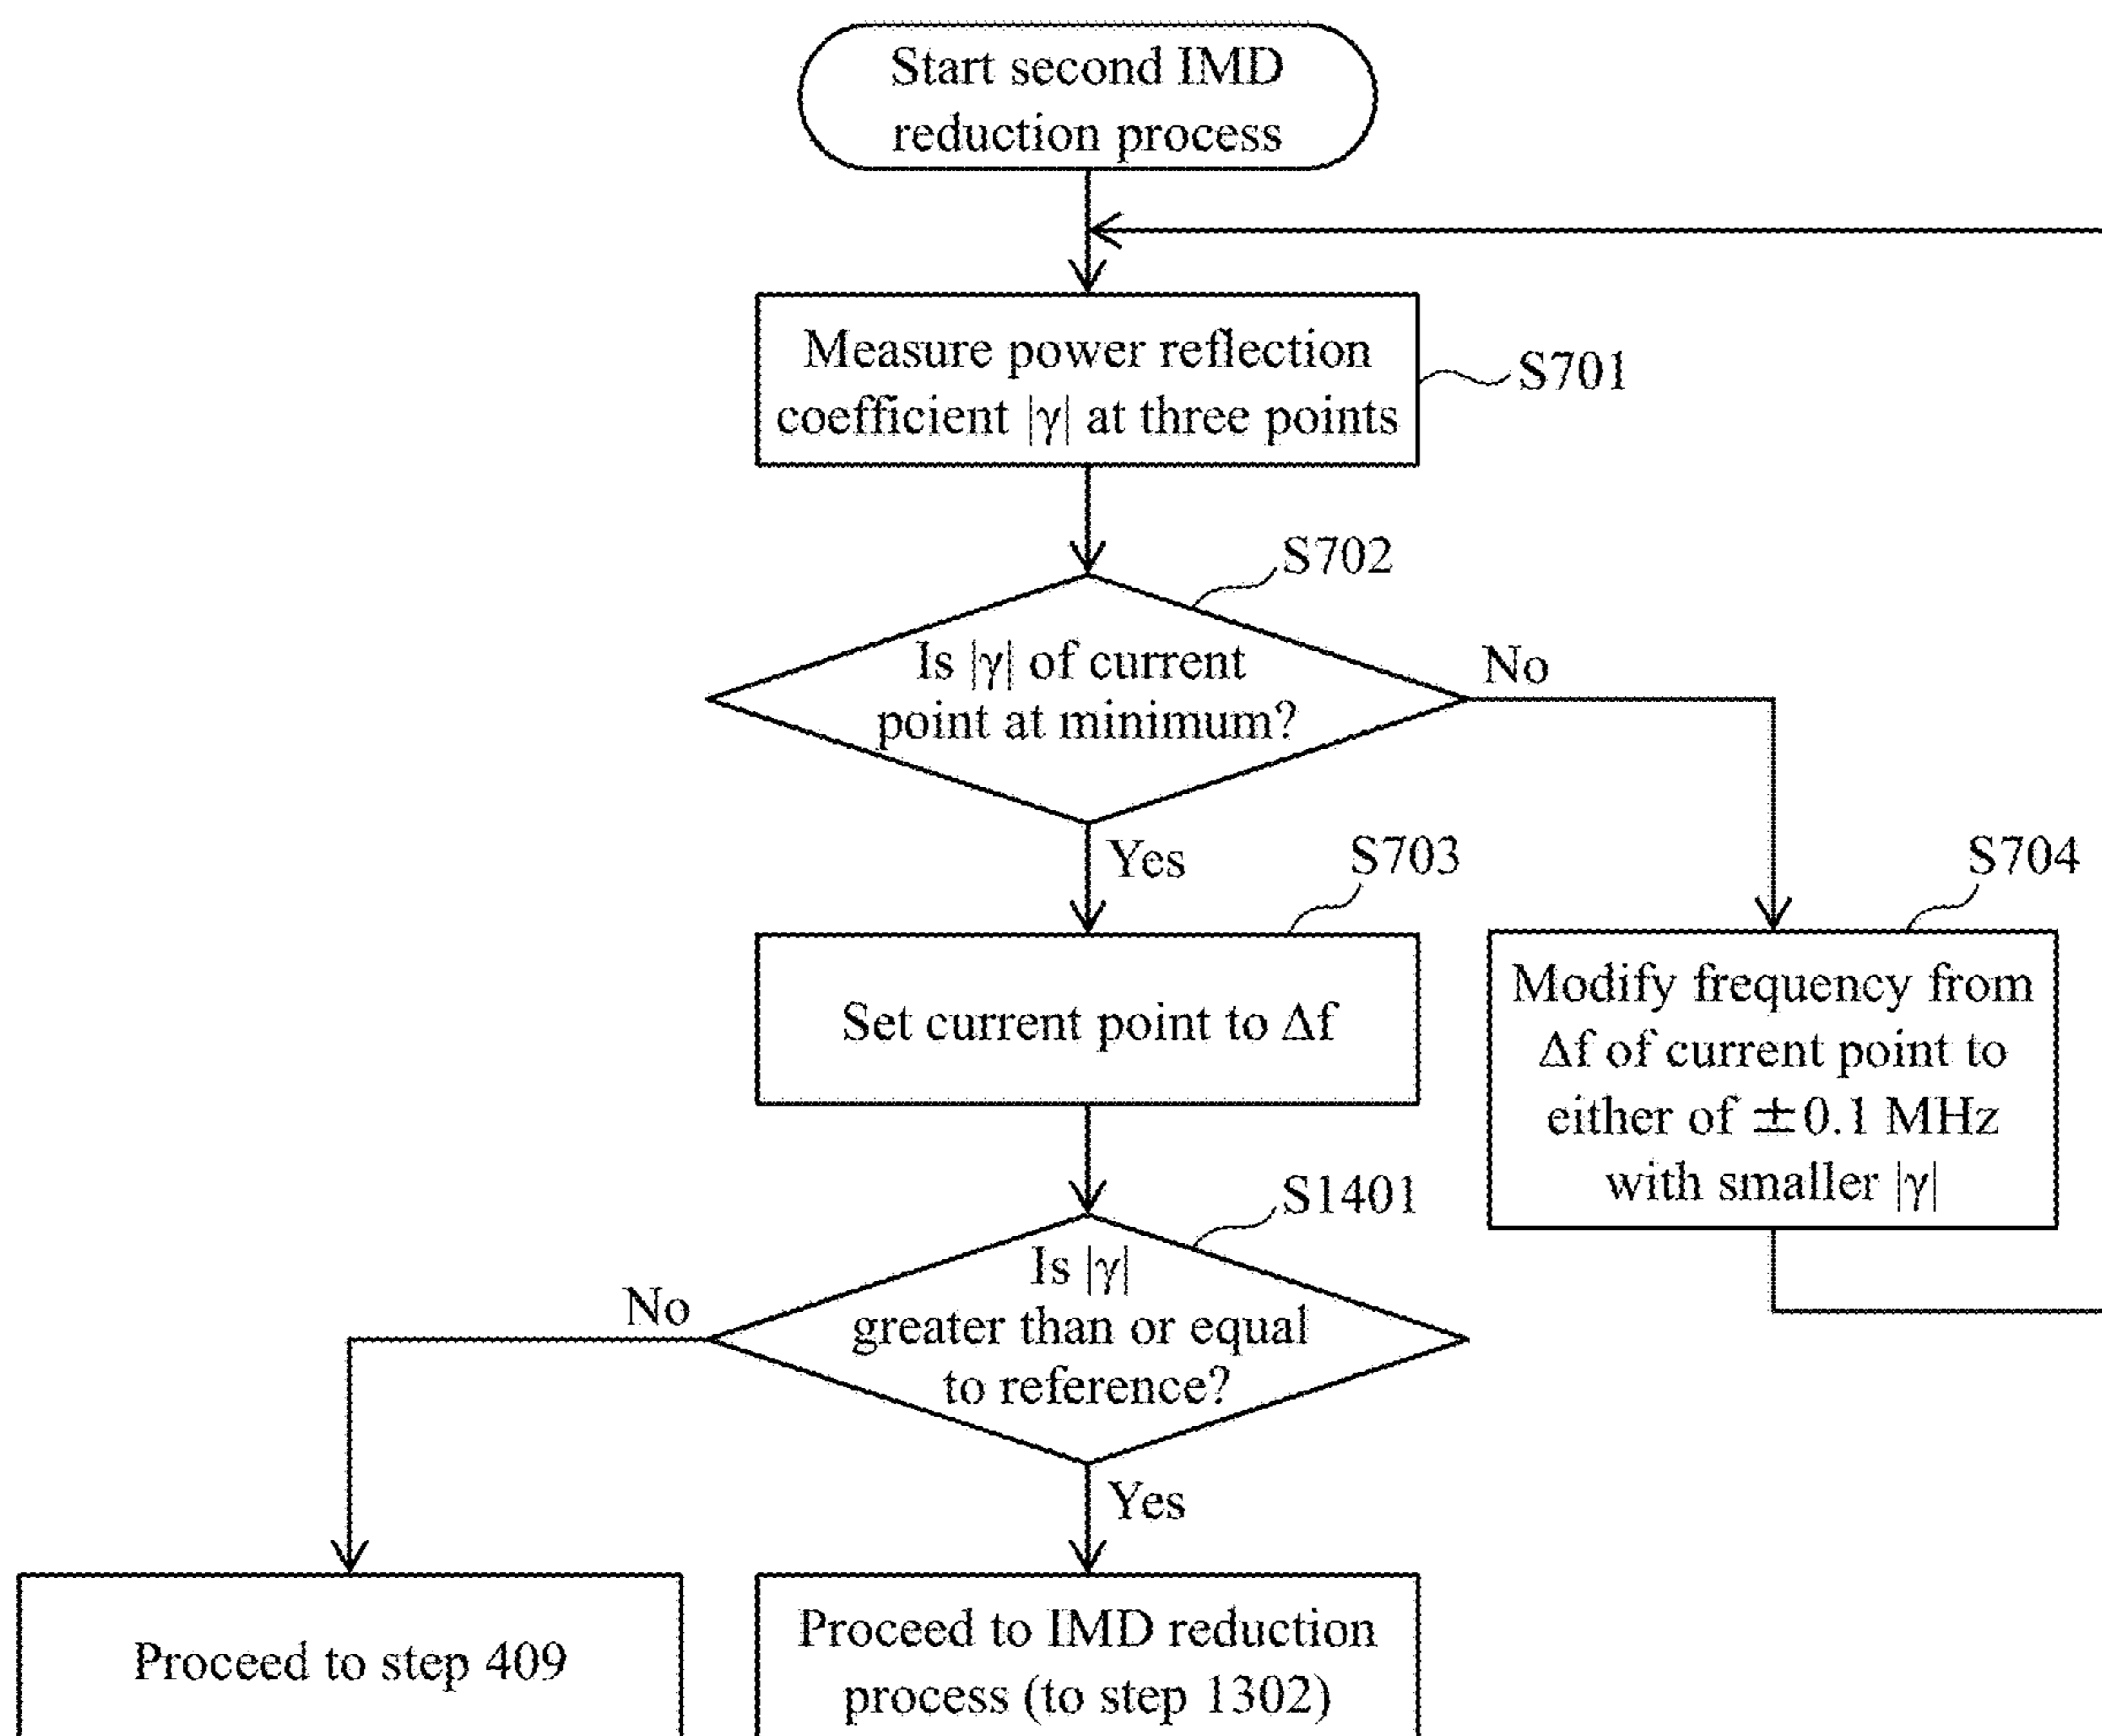 Start second IMD
reduction process
Measure power reflection
coefficient |γ| at three points
S701
S702
Is |γ| of current
point at minimum?
No
Yes
S703
Set current point to Δf
S704
Modify frequency from
Δf of current point to
either of ±0.1 MHz
with smaller |γ|
S1401
Is |γ|
greater than or equal
to reference?
No
Yes
Proceed to step 409
Proceed to IMD reduction
process (to step 1302)